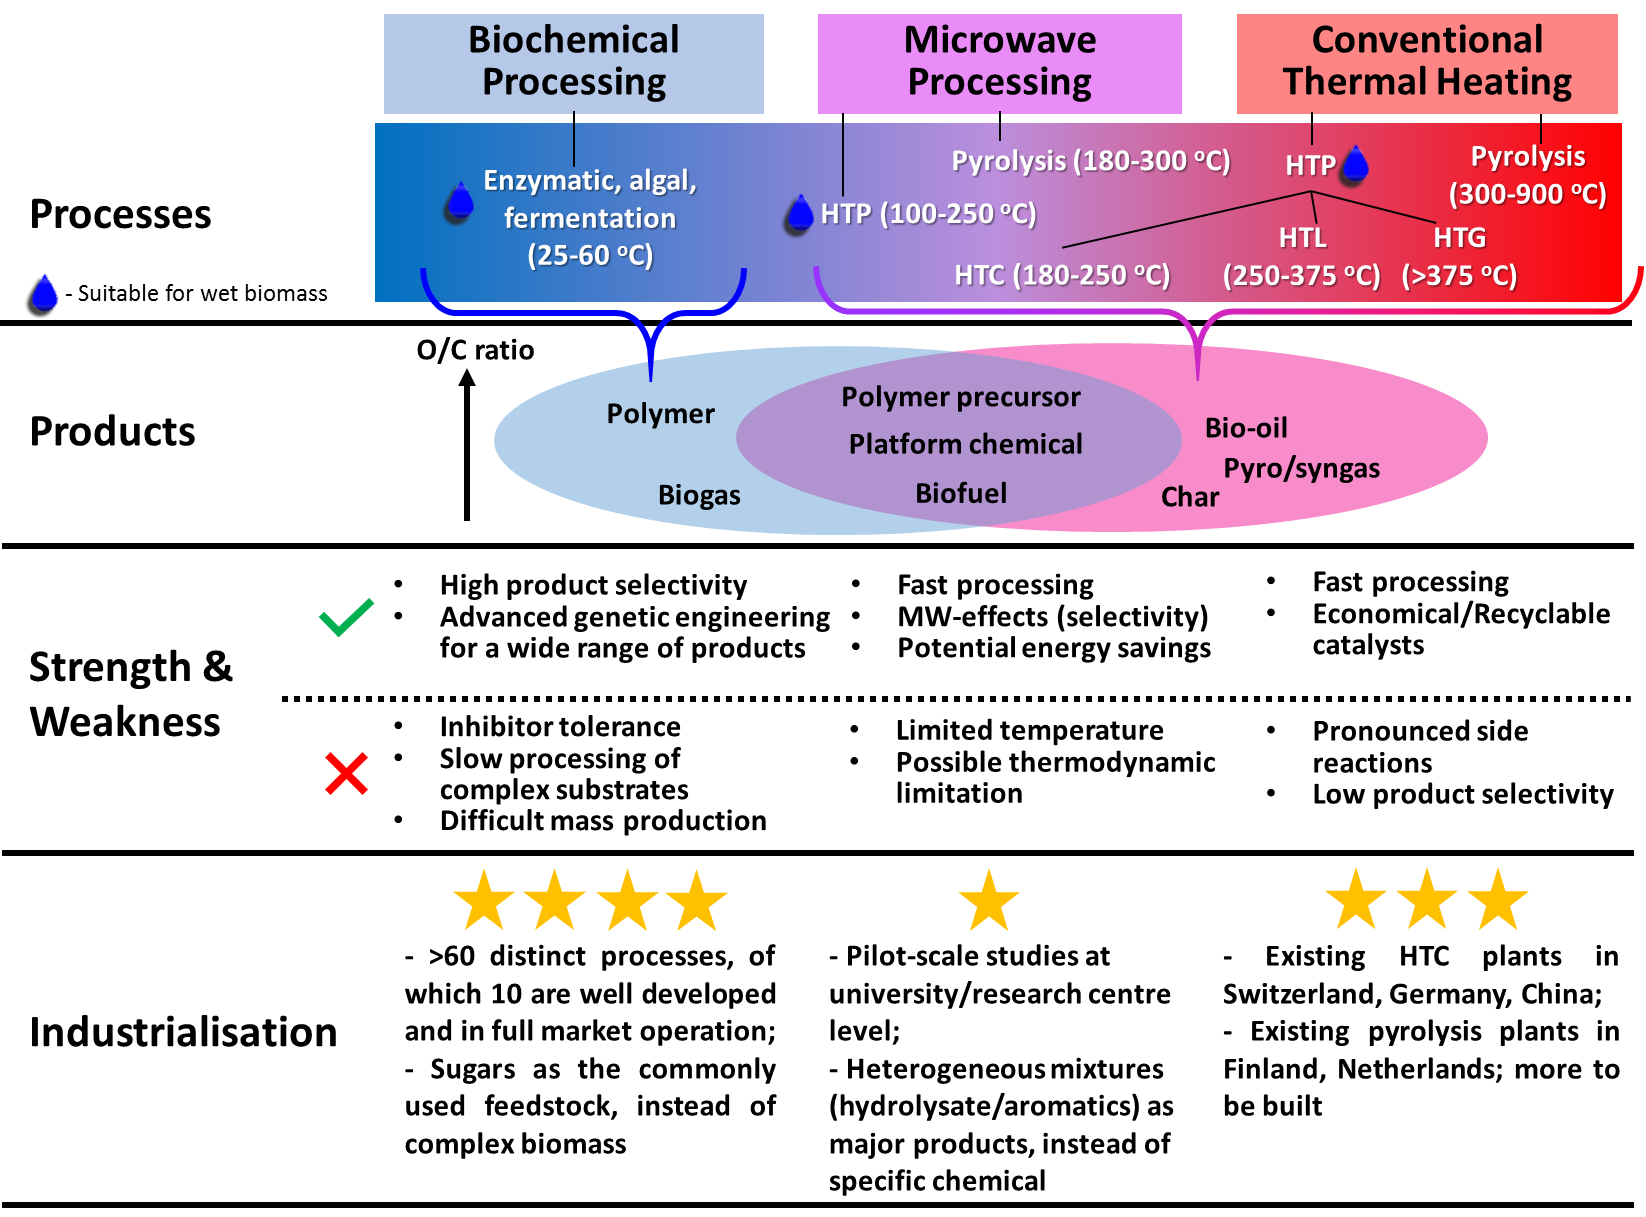 Biochemical
Processing
Microwave
Processing
Conventional
Thermal Heating
Processes
- Suitable for wet biomass
Enzymatic, algal,
fermentation
(25-60 ºC)
Pyrolysis (180-300 ºC)
HTP (100-250 ºC)
HTP
Pyrolysis
(300-900 ºC)
HTC (180-250 ºC)
HTL
(250-375 ºC)
HTG
(>375 ºC)
Products
O/C ratio
Polymer
Biogas
Polymer precursor
Platform chemical
Biofuel
Bio-oil
Pyro/syngas
Char
Strength &
Weakness
• High product selectivity
• Advanced genetic engineering
for a wide range of products
• Fast processing
• MW-effects (selectivity)
• Potential energy savings
• Fast processing
• Economical/Recyclable
catalysts
• Inhibitor tolerance
• Slow processing of
complex substrates
• Difficult mass production
• Limited temperature
• Possible thermodynamic
limitation
• Pronounced side
reactions
• Low product selectivity
Industrialisation
- >60 distinct processes, of
which 10 are well developed
and in full market operation;
- Sugars as the commonly
used feedstock, instead of
complex biomass
- Pilot-scale studies at
university/research centre
level;
- Heterogeneous mixtures
(hydrolysate/aromatics) as
major products, instead of
specific chemical
- Existing HTC plants in
Switzerland, Germany, China;
- Existing pyrolysis plants in
Finland, Netherlands; more to
be built